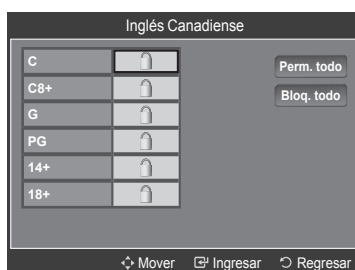 Inglés Canadiense
C
Perm. todo
C8+
Bloq. todo
G
PG
14+
18+
Mover Ingresar Regresar